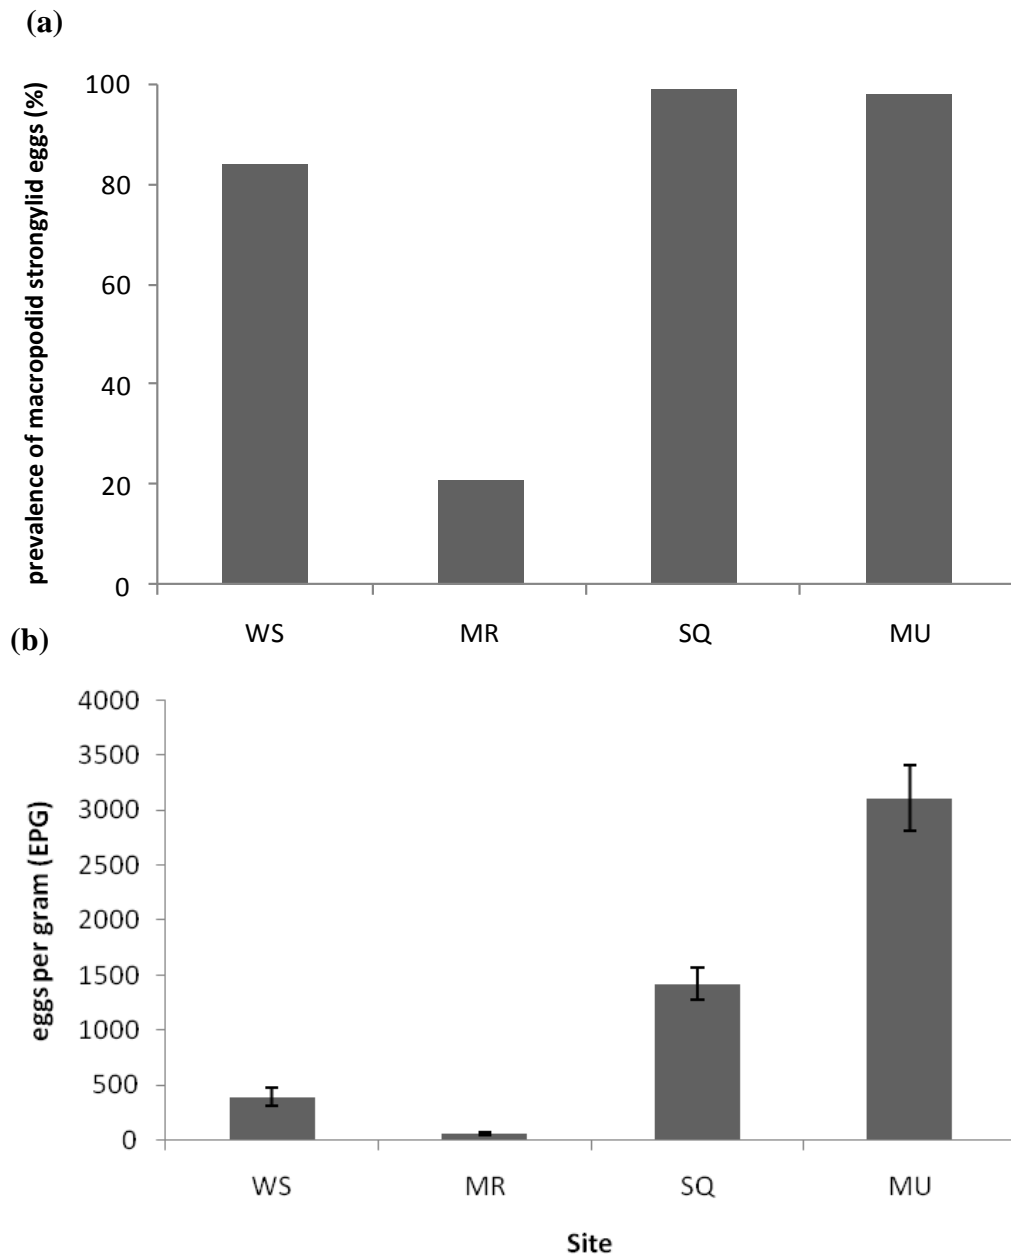 (a)
prevalence of macropodid strongylid eggs (%)
100
80
60
40
20
0
WS MR SQ MU
(b)
eggs per gram (EPG)
4000
3500
3000
2500
2000
1500
1000
500
0
WS MR SQ MU
Site